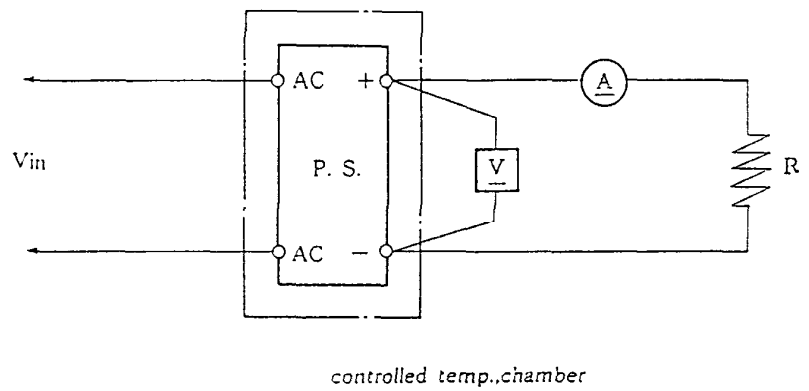 AC + A
Vin P. S. V R
AC −
controlled temp.,chamber